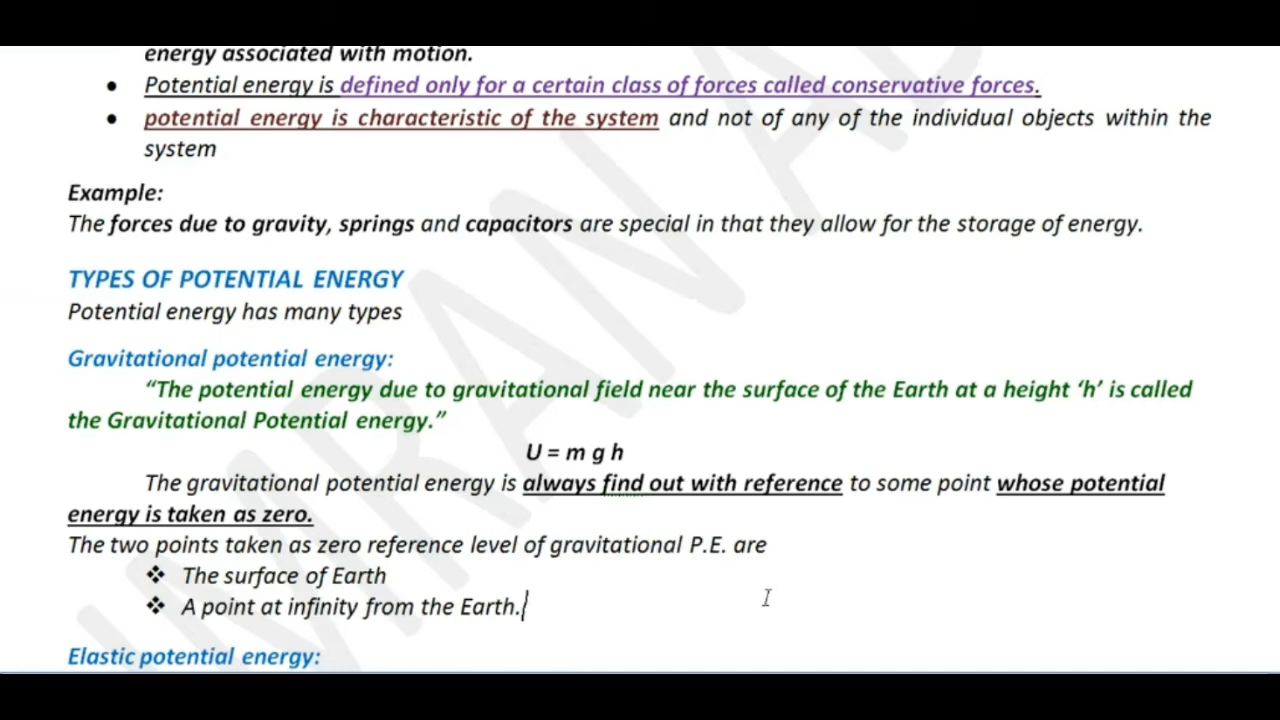 energy associated with motion.
• Potential energy is defined only for a certain class of forces called conservative forces.
• potential energy is characteristic of the system and not of any of the individual objects within the
system
Example:
The forces due to gravity, springs and capacitors are special in that they allow for the storage of energy.
TYPES OF POTENTIAL ENERGY
Potential energy has many types
Gravitational potential energy:
“The potential energy due to gravitational field near the surface of the Earth at a height ‘h’ is called
the Gravitational Potential energy.”
U = m g h
The gravitational potential energy is always find out with reference to some point whose potential
energy is taken as zero.
The two points taken as zero reference level of gravitational P.E. are
❖ The surface of Earth
❖ A point at infinity from the Earth.
Elastic potential energy: